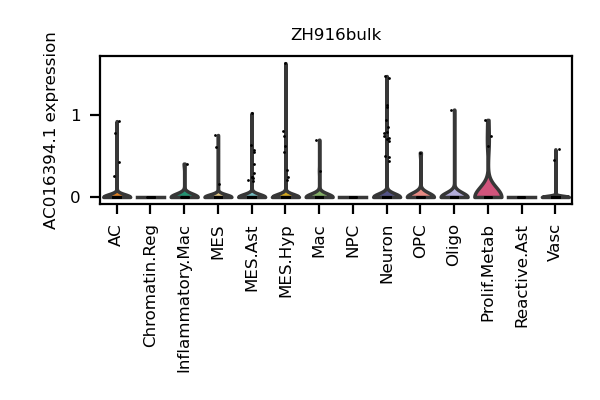 ZH916bulk
AC016394.1 expression
1
0
AC
Chromatin.Reg
Inflammatory.Mac
MES
MES.Ast
MES.Hyp
Mac
NPC
Neuron
OPC
Oligo
Prolif.Metab
Reactive.Ast
Vasc